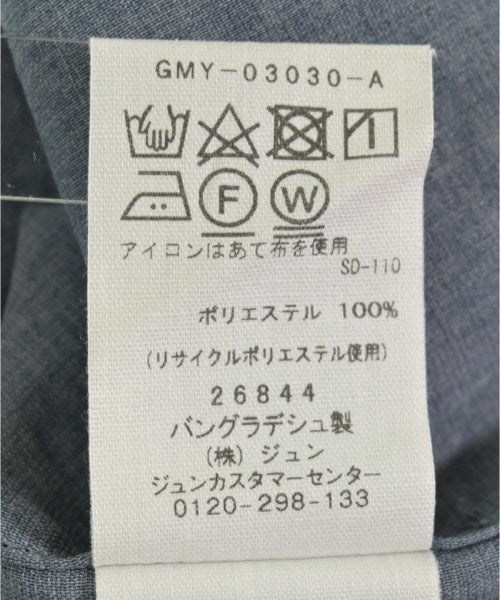 GMY-03030-A
F W
アイロンはあて布を使用
SD-110
ポリエステル 100%
(リサイクルポリエステル使用)
26844
バングラデシュ製
(株) ジュン
ジュンカスタマーセンター
0120-298-133